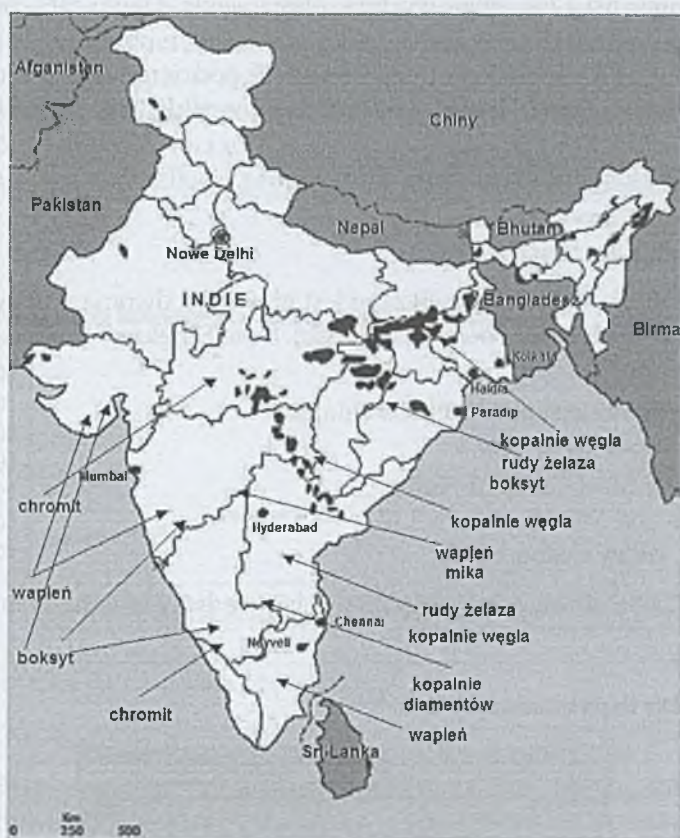 Afganistan
Chiny
Pakistan
Nepal
Bhutan
Nowe Delhi
INDIE
Bangladesz
Birma
Kolkata
Haldia
Paradip
kopalnie węgla
rudy żelaza
boksyt
Mumbai
chromit
kopalnie węgla
Hyderabad
wapień
mika
wapień
rudy żelaza
kopalnie węgla
Chennai
boksyt
Neyveli
kopalnie
diamentów
chromit
wapień
Sri Lanka
Km
0 250 500